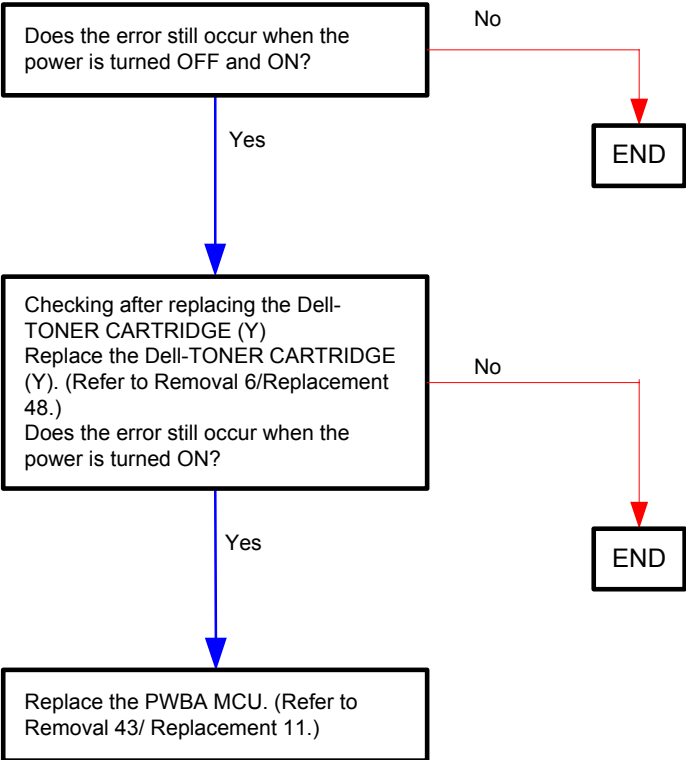 Does the error still occur when the
power is turned OFF and ON?
No
END
Yes
Checking after replacing the Dell-
TONER CARTRIDGE (Y)
Replace the Dell-TONER CARTRIDGE
(Y). (Refer to Removal 6/Replacement
48.)
Does the error still occur when the
power is turned ON?
No
END
Yes
Replace the PWBA MCU. (Refer to
Removal 43/ Replacement 11.)